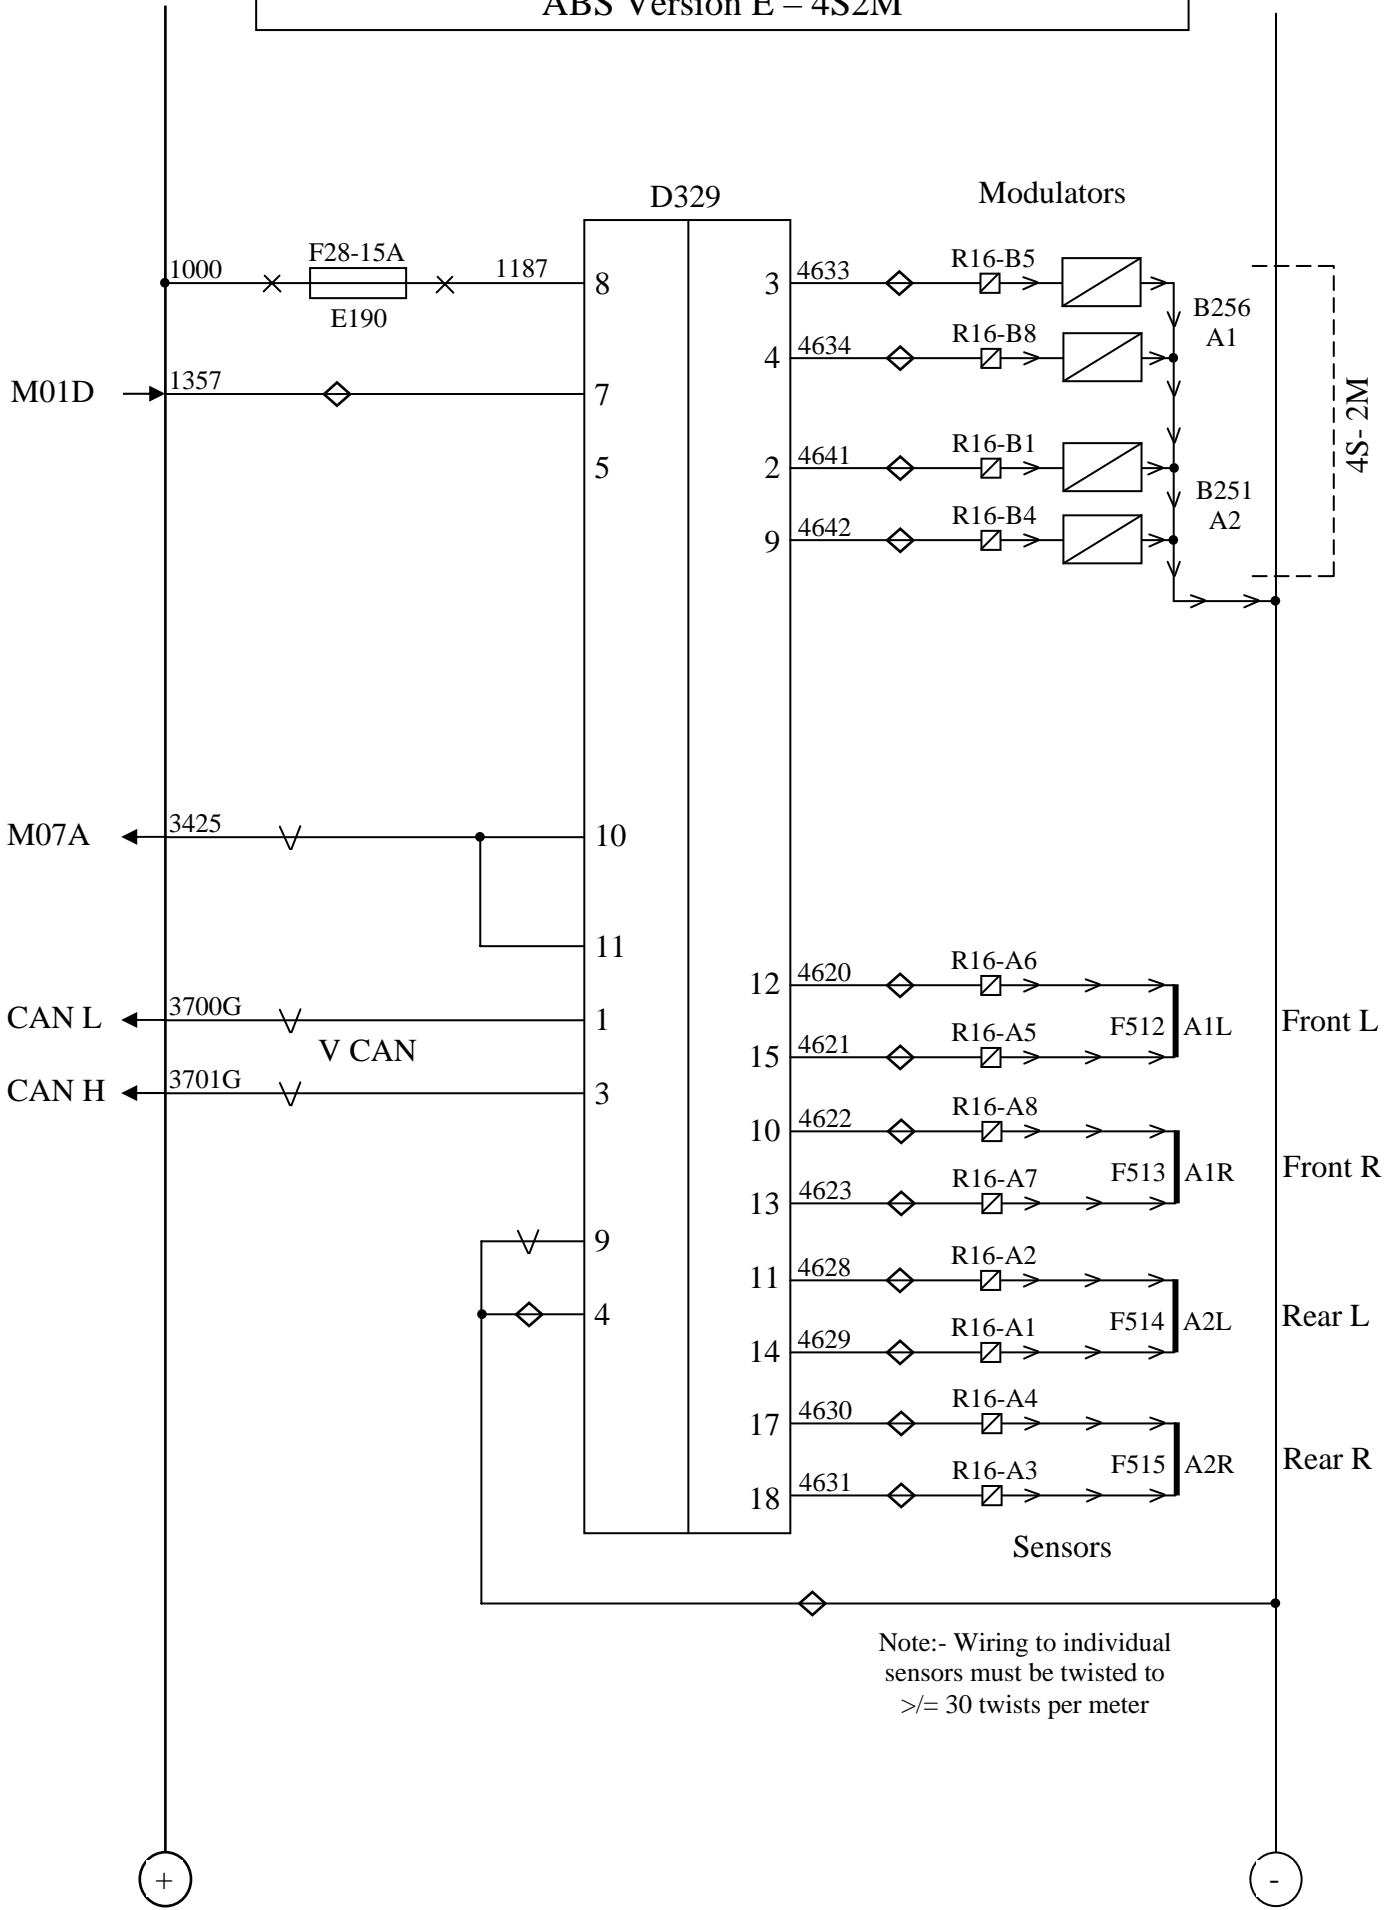 ABS Version E – 4S2M
D329
Modulators
1000
F28-15A
1187
8
E190
3
4633
R16-B5
B256
A1
4
4634
R16-B8
M01D
1357
7
4S- 2M
5
2
4641
R16-B1
B251
A2
9
4642
R16-B4
M07A
3425
10
11
12
4620
R16-A6
CAN L
3700G
1
V CAN
F512
A1L
Front L
15
4621
R16-A5
CAN H
3701G
3
10
4622
R16-A8
F513
A1R
Front R
13
4623
R16-A7
9
11
4628
R16-A2
4
F514
A2L
Rear L
14
4629
R16-A1
17
4630
R16-A4
F515
A2R
Rear R
18
4631
R16-A3
Sensors
Note:- Wiring to individual
sensors must be twisted to
>/= 30 twists per meter
+
-